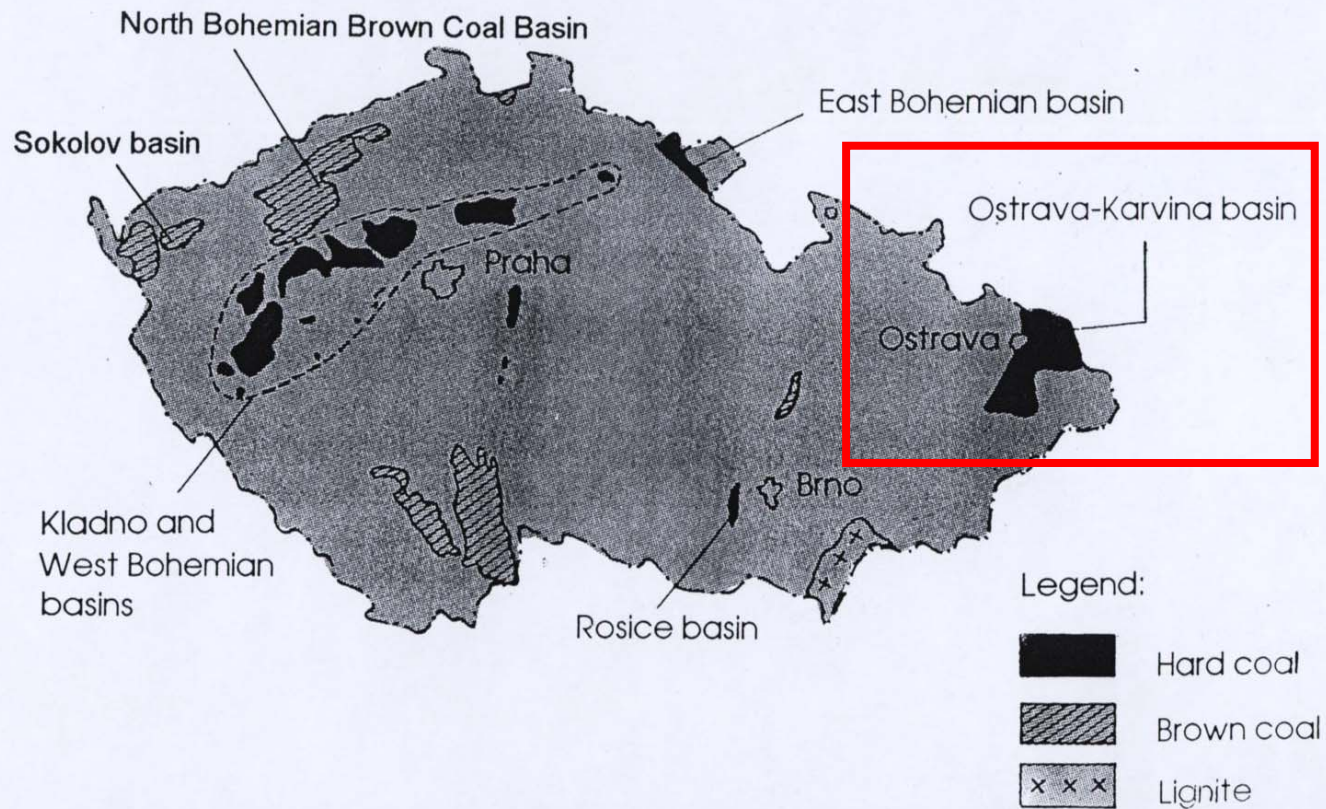 North Bohemian Brown Coal Basin
East Bohemian basin
Sokolov basin
Ostrava-Karvina basin
Praha
Ostrava
Brno
Kladno and
West Bohemian
basins
Rosice basin
Legend:
Hard coal
Brown coal
Lignite